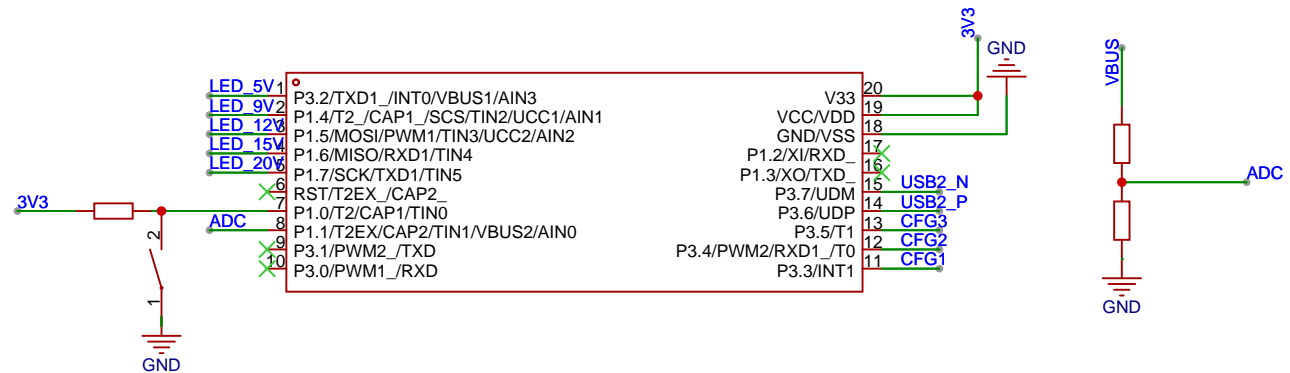 3V3
GND
VBUS
LED_5V 1 P3.2/TXD1_/INT0/VBUS1/AIN3
LED_9V 2 P1.4/T2_/CAP1_/SCS/TIN2/UCC1/AIN1
LED_12V 3 P1.5/MOSI/PWM1/TIN3/UCC2/AIN2
LED_15V 4 P1.6/MISO/RXD1/TIN4
LED_20V 5 P1.7/SCK/TXD1/TIN5
6 RST/T2EX_/CAP2_
3V3 7 P1.0/T2/CAP1/TIN0
ADC 8 P1.1/T2EX/CAP2/TIN1/VBUS2/AIN0
9 P3.1/PWM2_/TXD
10 P3.0/PWM1_/RXD
V33 20
VCC/VDD 19
GND/VSS 18
P1.2/XI/RXD_ 17
P1.3/XO/TXD_ 16
P3.7/UDM 15 USB2_N
P3.6/UDP 14 USB2_P
P3.5/T1 13 CFG3
P3.4/PWM2/RXD1_/T0 12 CFG2
P3.3/INT1 11 CFG1
2
1
GND
ADC
GND